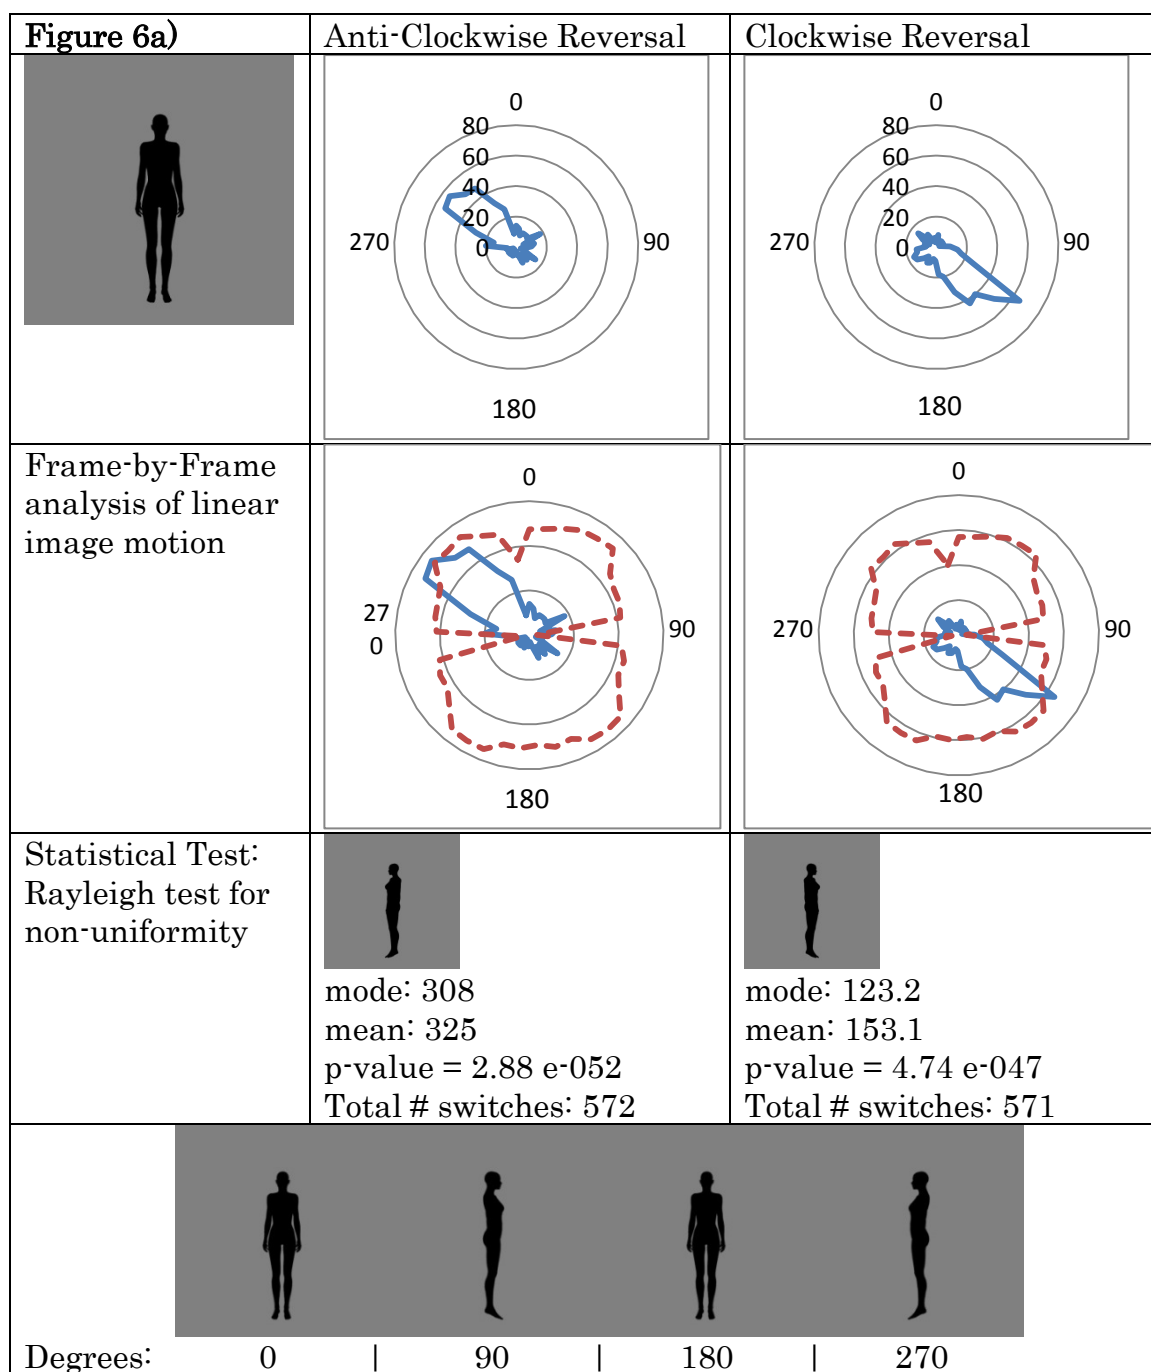 Figure 6a)
Anti-Clockwise Reversal
Clockwise Reversal
0
80
60
40
20
0
270
90
180
0
80
60
40
20
0
270
90
180
Frame-by-Frame
analysis of linear
image motion
0
27
0
90
180
0
270
90
180
Statistical Test:
Rayleigh test for
non-uniformity
mode: 308
mean: 325
p-value = 2.88 e-052
Total # switches: 572
mode: 123.2
mean: 153.1
p-value = 4.74 e-047
Total # switches: 571
Degrees: 0 | 90 | 180 | 270